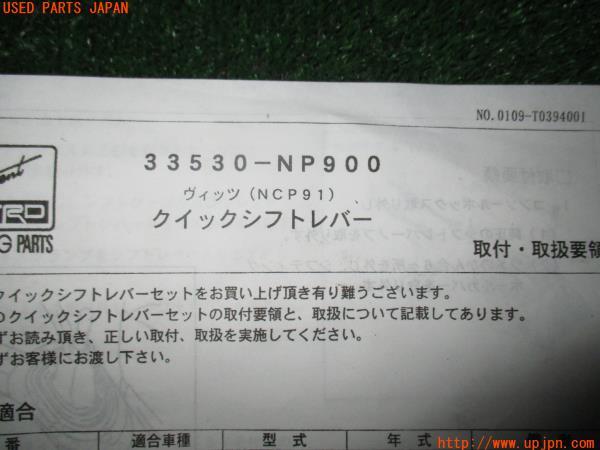 USED PARTS JAPAN
NO.0109-T0394001
33530-NP900
ヴィッツ(NCP91)
クイックシフトレバー
TRD
G PARTS
取付・取扱要領
クイックシフトレバーセットをお買い上げ頂き有り難うございます。
のクイックシフトレバーセットの取付要領と、取扱について記載してあります。
ずお読み頂き、正しい取付、取扱を実施してください。
ずお客様にお渡し下さい。
適合
番
適合車種
型式
年式
http://www.upjpn.com/